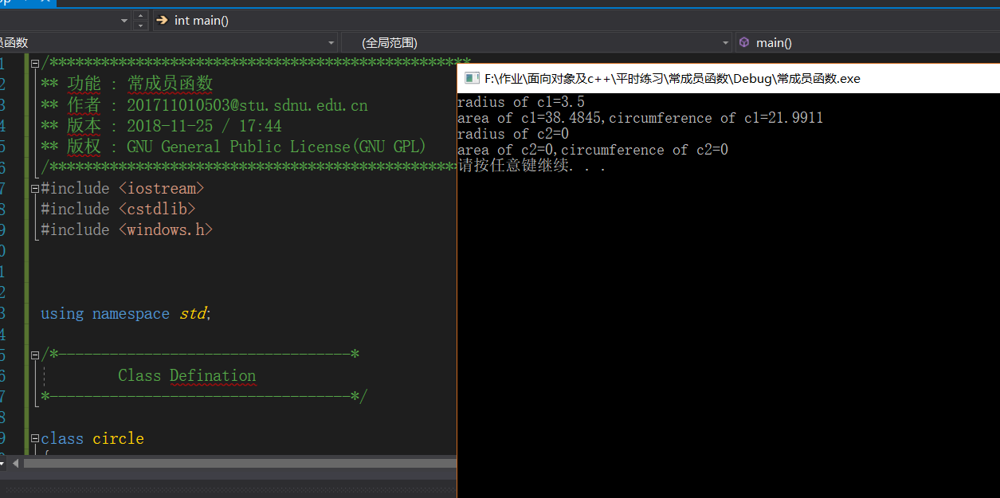 int main()
员函数
(全局范围)
main()
/*************************************************
** 功能 : 常成员函数
** 作者 : 201711010503@stu.sdnu.edu.cn
** 版本 : 2018-11-25 / 17:44
** 版权 : GNU General Public License(GNU GPL)
/************************************************
#include <iostream>
#include <cstdlib>
#include <windows.h>
using namespace std;
/*----------------------------------*
Class Defination
*-----------------------------------*/
class circle
{
F:\作业\面向对象及c++\平时练习\常成员函数\Debug\常成员函数.exe
radius of c1=3.5
area of c1=38.4845,circumference of c1=21.9911
radius of c2=0
area of c2=0,circumference of c2=0
请按任意键继续. . .